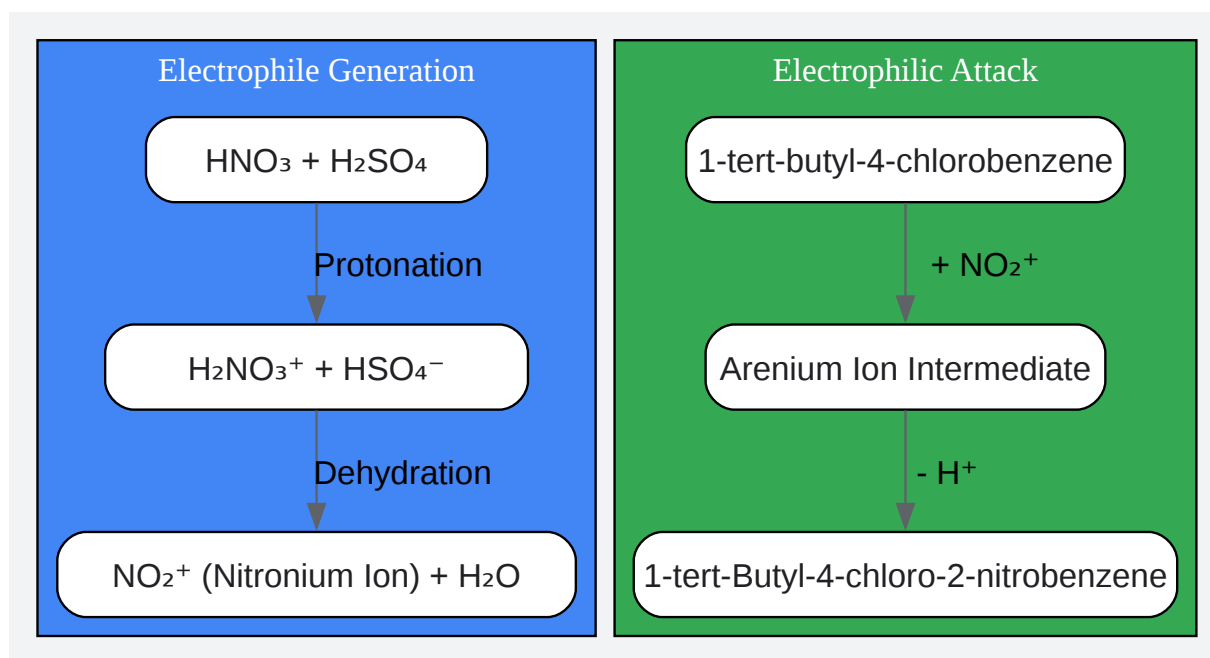 Electrophile Generation
HNO₃ + H₂SO₄
Protonation
H₂NO₃⁺ + HSO₄⁻
Dehydration
NO₂⁺ (Nitronium Ion) + H₂O
Electrophilic Attack
1-tert-butyl-4-chlorobenzene
+ NO₂⁺
Arenium Ion Intermediate
- H⁺
1-tert-Butyl-4-chloro-2-nitrobenzene